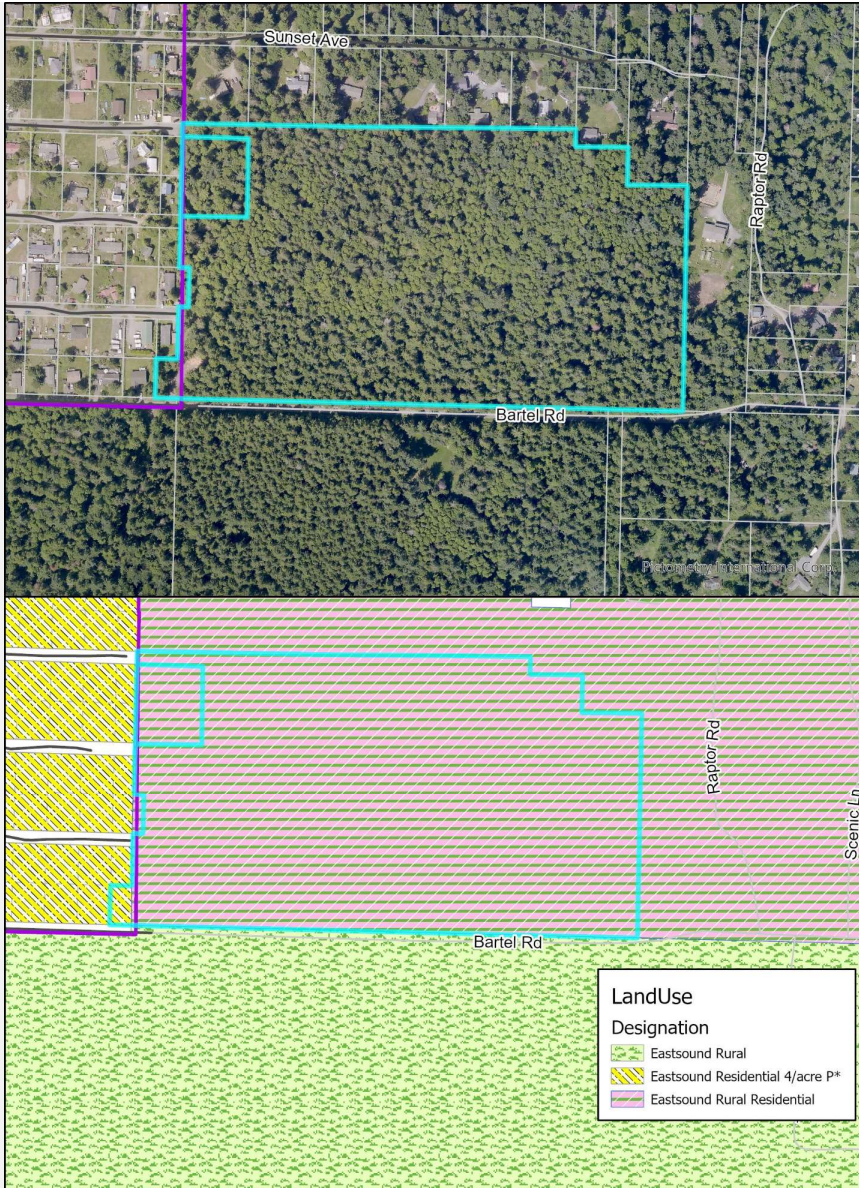 Sunset Ave
Raptor Rd
Bartel Rd
Pictometry International Corp.
Raptor Rd
Scenic Ln
Bartel Rd
LandUse
Designation
Eastsound Rural
Eastsound Residential 4/acre P*
Eastsound Rural Residential